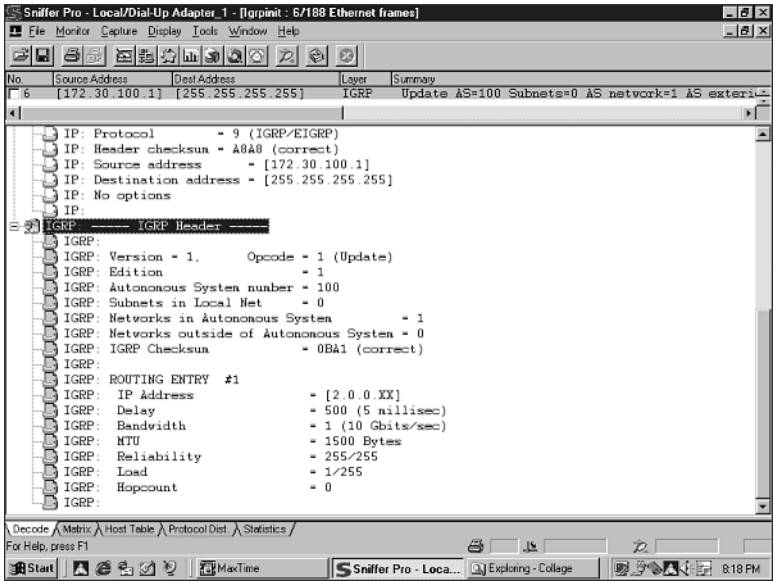 Sniffer Pro - Local/Dial-Up Adapter_1 - [Igrpinit : 6/188 Ethernet frames]
File Monitor Capture Display Tools Window Help
No. Source Address Dest Address Layer Summary
6 [172.30.100.1] [255.255.255.255] IGRP Update AS=100 Subnets=0 AS network=1 AS exteri
IP: Protocol = 9 (IGRP/EIGRP)
IP: Header checksum = A8A8 (correct)
IP: Source address = [172.30.100.1]
IP: Destination address = [255.255.255.255]
IP: No options
IP:
IGRP: ----- IGRP Header -----
IGRP:
IGRP: Version = 1, Opcode = 1 (Update)
IGRP: Edition = 1
IGRP: Autonomous System number = 100
IGRP: Subnets in Local Net = 0
IGRP: Networks in Autonomous System = 1
IGRP: Networks outside of Autonomous System = 0
IGRP: IGRP Checksum = 0BA1 (correct)
IGRP:
IGRP: ROUTING ENTRY #1
IGRP: IP Address = [2.0.0.XX]
IGRP: Delay = 500 (5 millisec)
IGRP: Bandwidth = 1 (10 Gbits/sec)
IGRP: MTU = 1500 Bytes
IGRP: Reliability = 255/255
IGRP: Load = 1/255
IGRP: Hopcount = 0
IGRP:
Decode Matrix Host Table Protocol Dist. Statistics
For Help, press F1
Start MaxTime Sniffer Pro - Loca... Exploring - Collage 8:18 PM